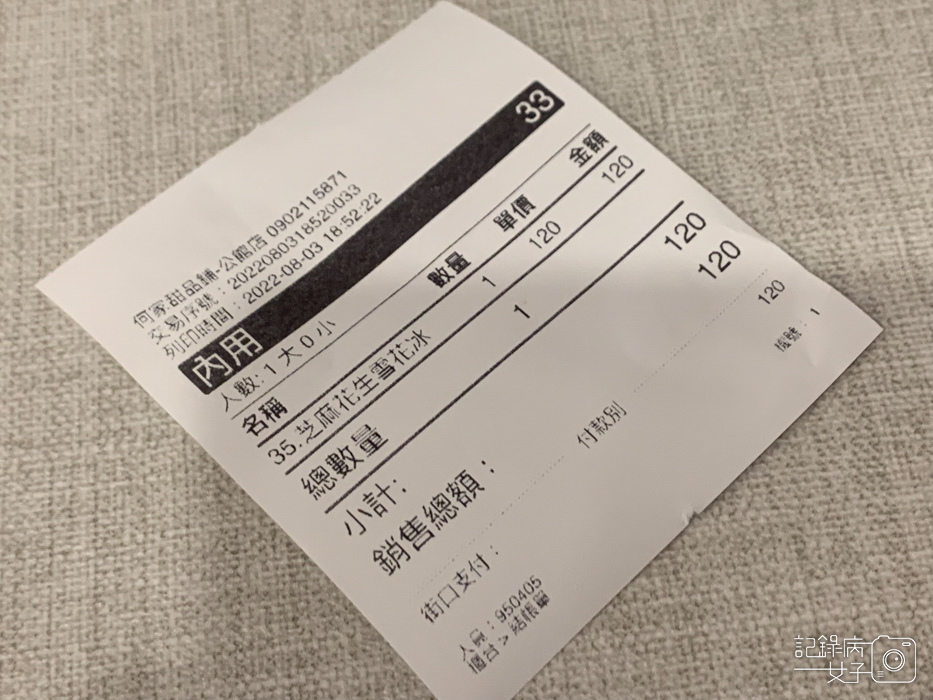 何家甜品舖-公館店 0902115871
交易序號：20220803185200​33
列印時間：2022-08-03 18:52:22
內用 33
人數: 1 大 0 小
名稱 數量 單價 金額
35.芝麻花生雪花冰 1 120 120
總數量 1
小計: 120
銷售總額： 120
付款別
街口支付： 120
人員：950405
櫃台 > 結帳單 櫃號：1
記錄病
女子